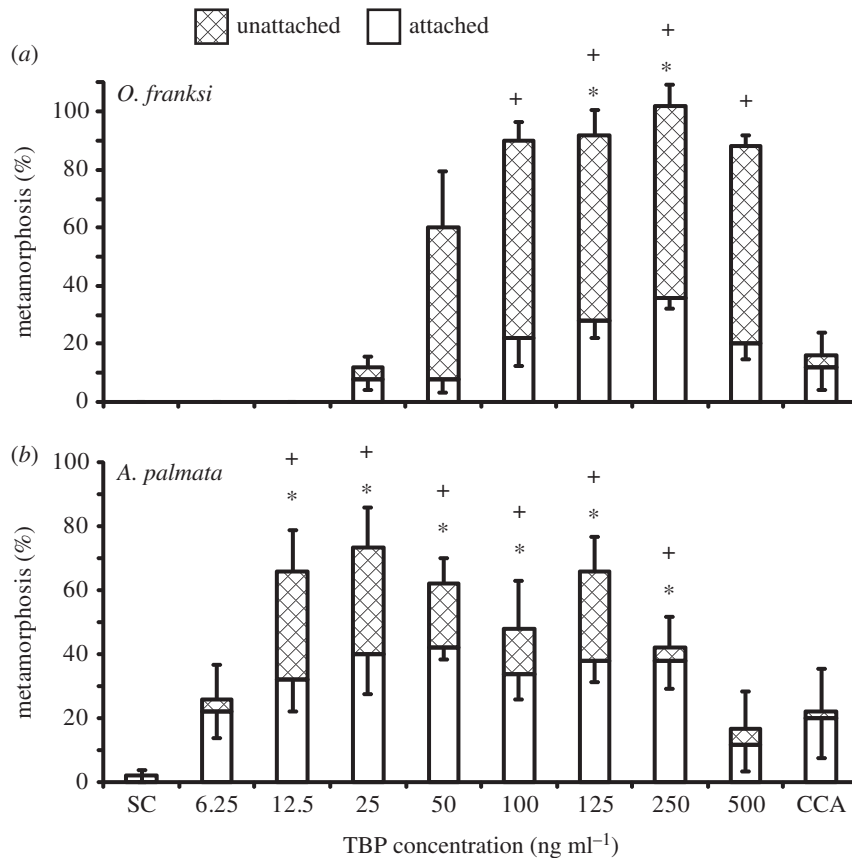 unattached attached
(a)
O. franksi
metamorphosis (%)
100
80
60
40
20
0
+ + + +
* *
(b)
A. palmata
metamorphosis (%)
100
80
60
40
20
0
+ + + + + +
* * * * * *
SC 6.25 12.5 25 50 100 125 250 500 CCA
TBP concentration (ng ml⁻¹)